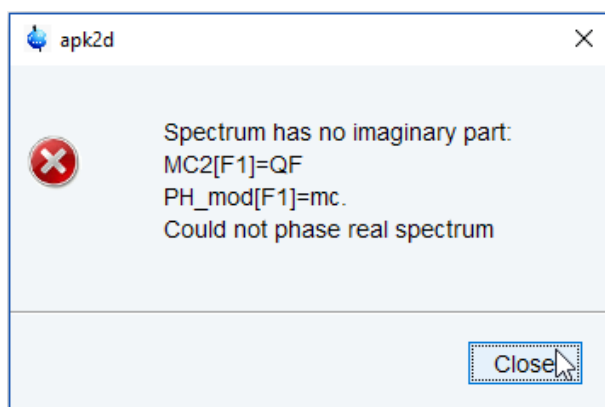 apk2d
Spectrum has no imaginary part:
MC2[F1]=QF
PH_mod[F1]=mc.
Could not phase real spectrum
Close